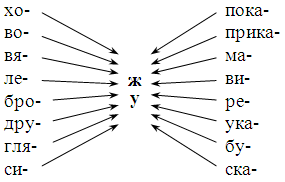 хо- пока-
во- прика-
вя- ма-
ле- ви-
ж
бро- ре-
у
дру- ука-
гля- бу-
си- ска-